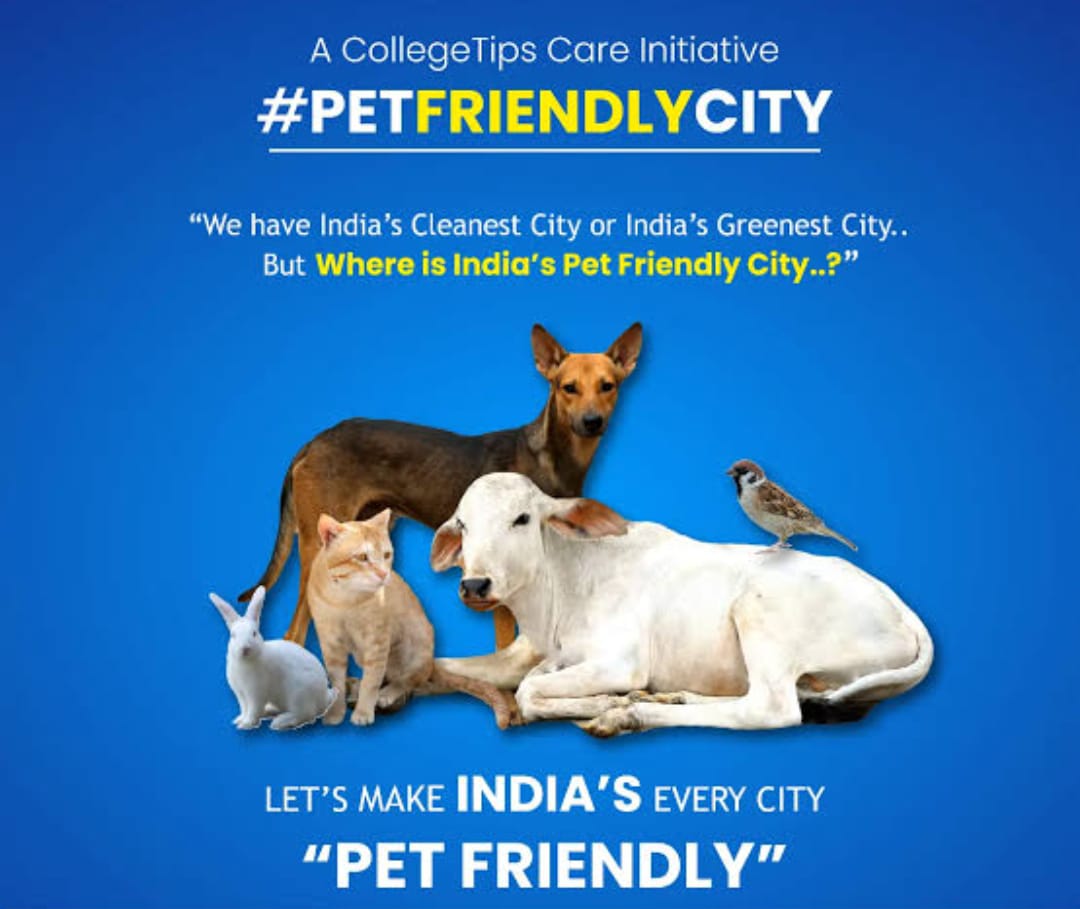 A CollegeTips Care Initiative
#PETFRIENDLYCITY
“We have India’s Cleanest City or India’s Greenest City..
But Where is India’s Pet Friendly City..?”
LET’S MAKE INDIA’S EVERY CITY
“PET FRIENDLY”